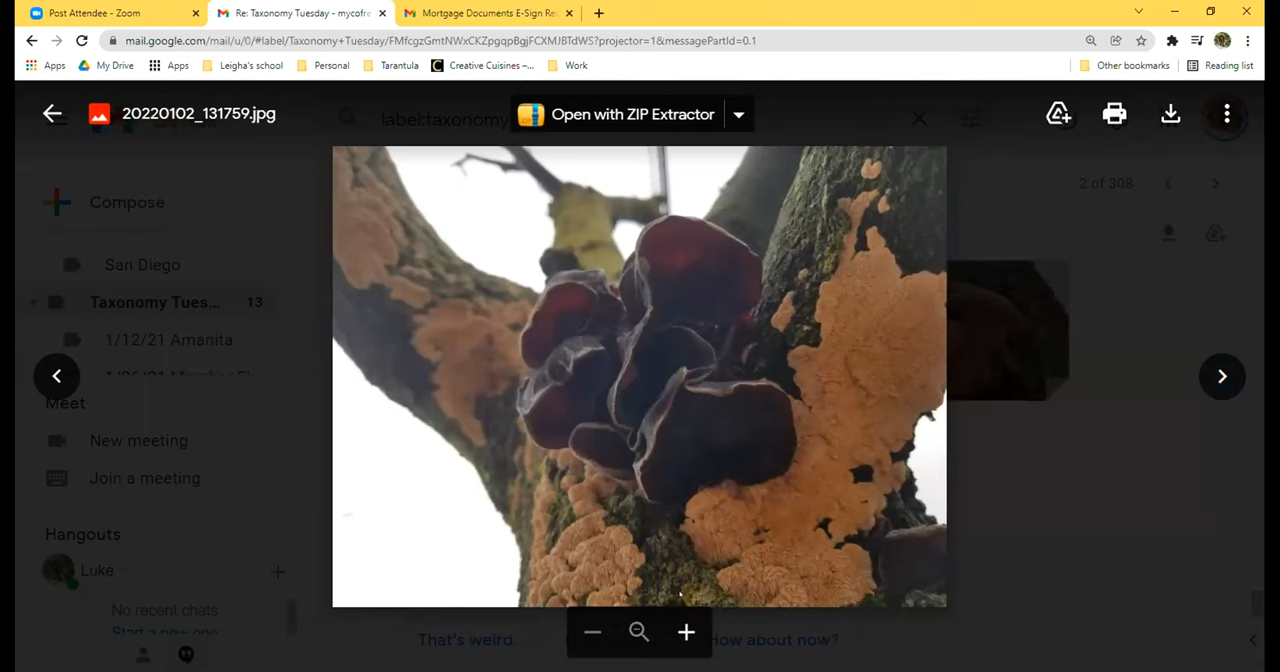 Post Attendee - Zoom
Re: Taxonomy Tuesday - mycofre
Mortgage Documents E-Sign Re
mail.google.com/mail/u/0/#label/Taxonomy+Tuesday/FMfcgzGmtNWxCKZpgqpBgjFCXMJBTdWS?projector=1&messagePartId=0.1
Apps
My Drive
Apps
Leigha's school
Personal
Tarantula
Creative Cuisines –...
Work
Other bookmarks
Reading list
20220102_131759.jpg
label:taxonomy
Open with ZIP Extractor
Compose
2 of 308
San Diego
Taxonomy Tues... 13
1/12/21 Amanita
Meet
New meeting
Join a meeting
Hangouts
Luke
No recent chats
Start a new one
That's weird.
How about now?